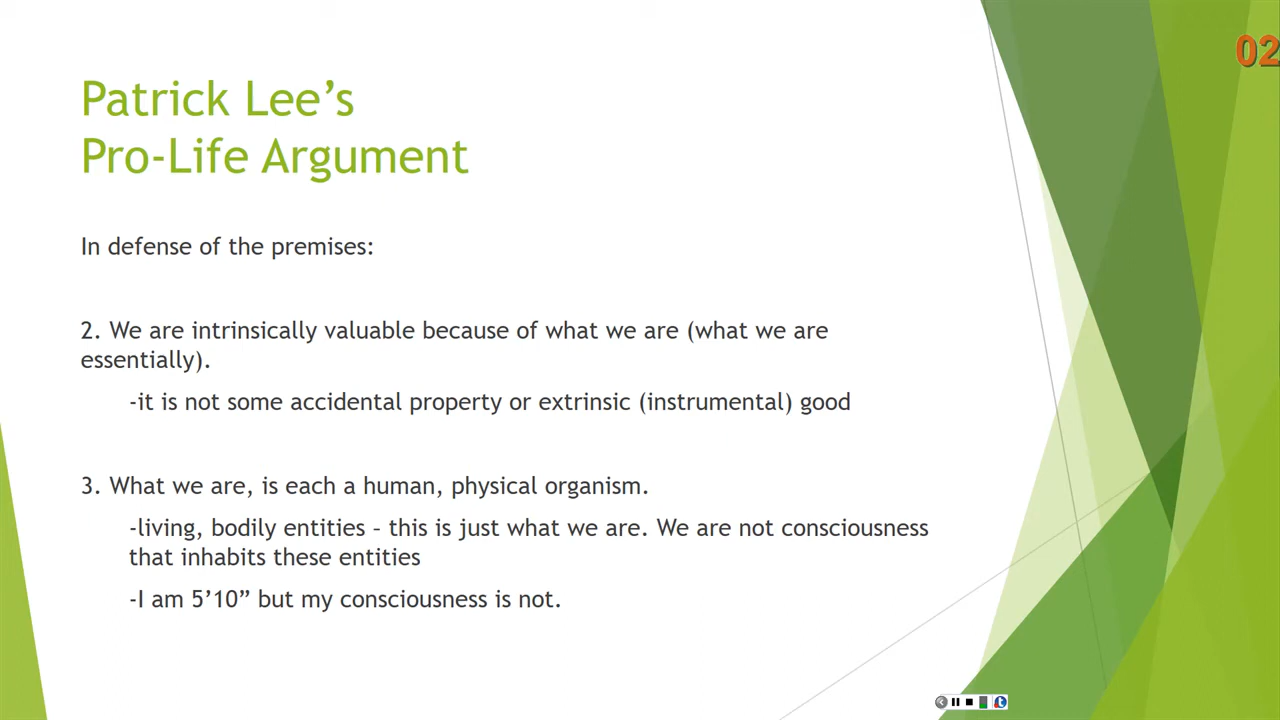 02
Patrick Lee’s
Pro-Life Argument
In defense of the premises:
2. We are intrinsically valuable because of what we are (what we are
essentially).
-it is not some accidental property or extrinsic (instrumental) good
3. What we are, is each a human, physical organism.
-living, bodily entities – this is just what we are. We are not consciousness
that inhabits these entities
-I am 5’10” but my consciousness is not.